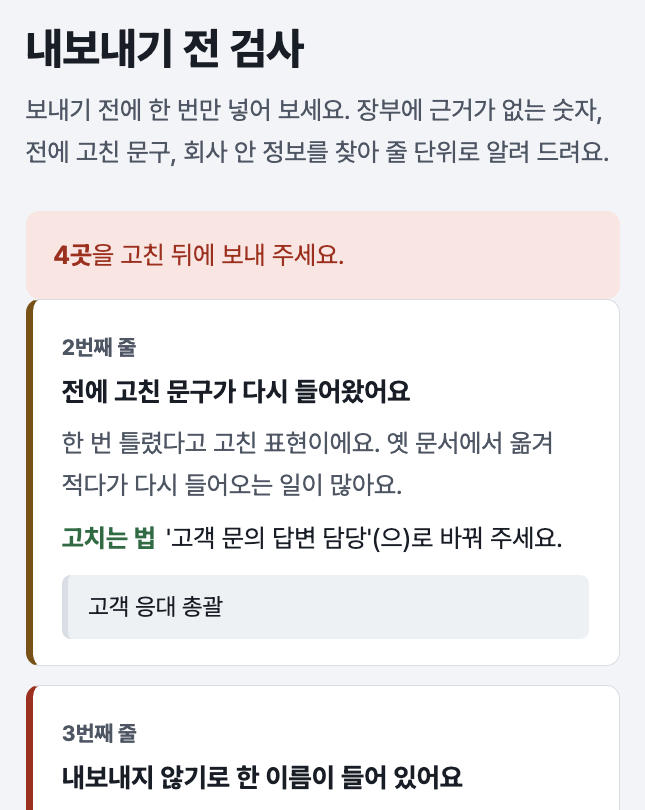 내보내기 전 검사
보내기 전에 한 번만 넣어 보세요. 장부에 근거가 없는 숫자,
전에 고친 문구, 회사 안 정보를 찾아 줄 단위로 알려 드려요.
4곳을 고친 뒤에 보내 주세요.
2번째 줄
전에 고친 문구가 다시 들어왔어요
한 번 틀렸다고 고친 표현이에요. 옛 문서에서 옮겨
적다가 다시 들어오는 일이 많아요.
고치는 법 '고객 문의 답변 담당'(으)로 바꿔 주세요.
고객 응대 총괄
3번째 줄
내보내지 않기로 한 이름이 들어 있어요